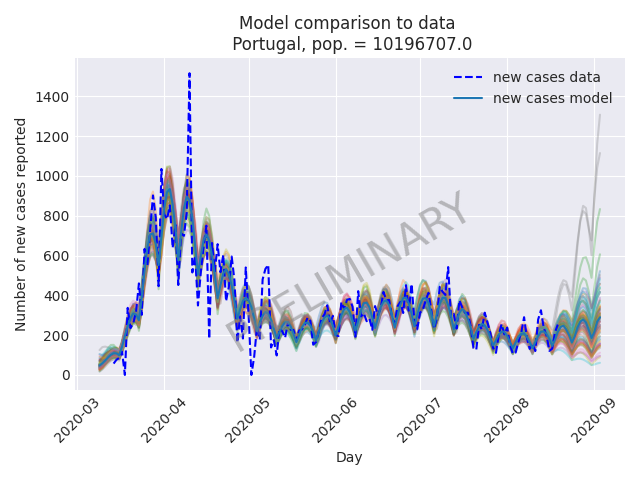 Model comparison to data
Portugal, pop. = 10196707.0
new cases data
new cases model
Number of new cases reported
1400
1200
1000
800
600
400
200
0
PRELIMINARY
2020-03
2020-04
2020-05
2020-06
2020-07
2020-08
2020-09
Day